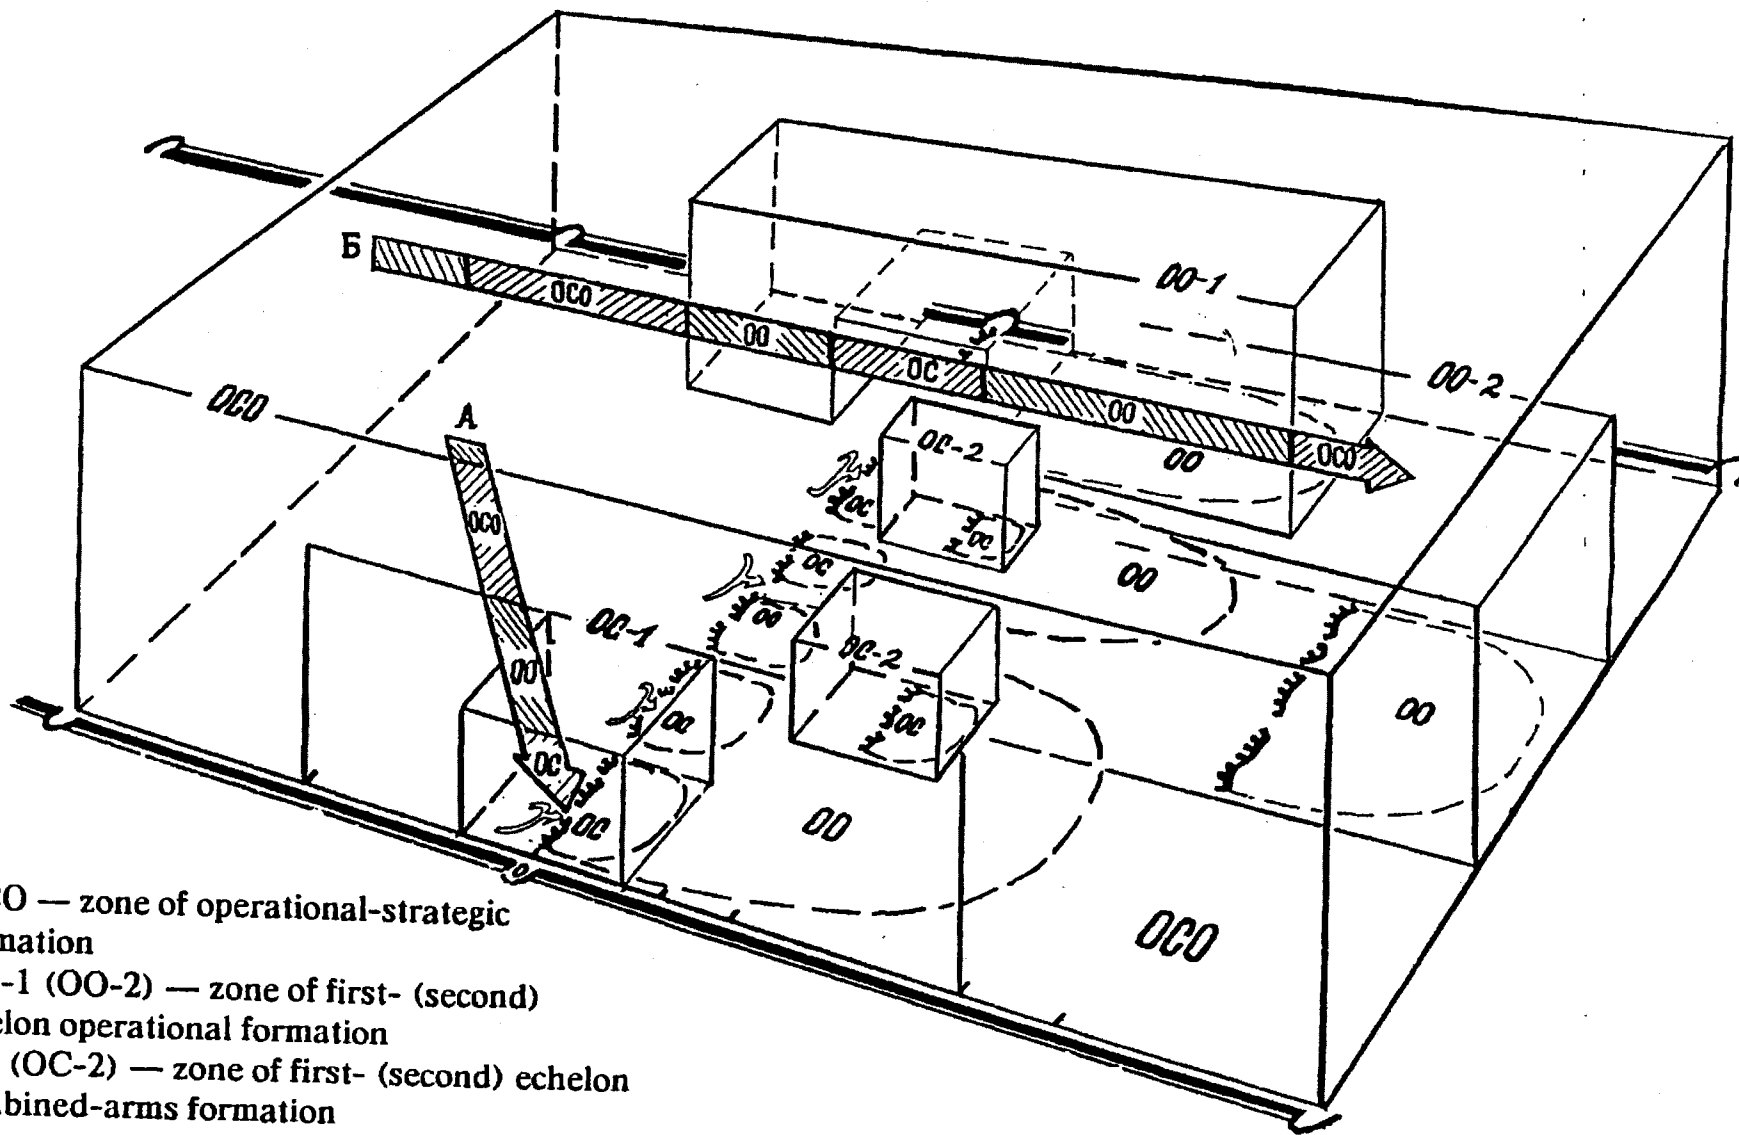 ОО-1
Б
ОСО
ОО
ОС
ОО
ОСО
ОО-2
ОСО
А
ОСО
ОО
ОС
ОС-2
ОО
ОС
ОС
ОС
ОО
ОО
ОС-1
ОС-2
ОС
ОС
ОО
ОС
ОО
ОСО
О — zone of operational-strategic
mation
-1 (OO-2) — zone of first- (second)
elon operational formation
(OC-2) — zone of first- (second) echelon
bined-arms formation